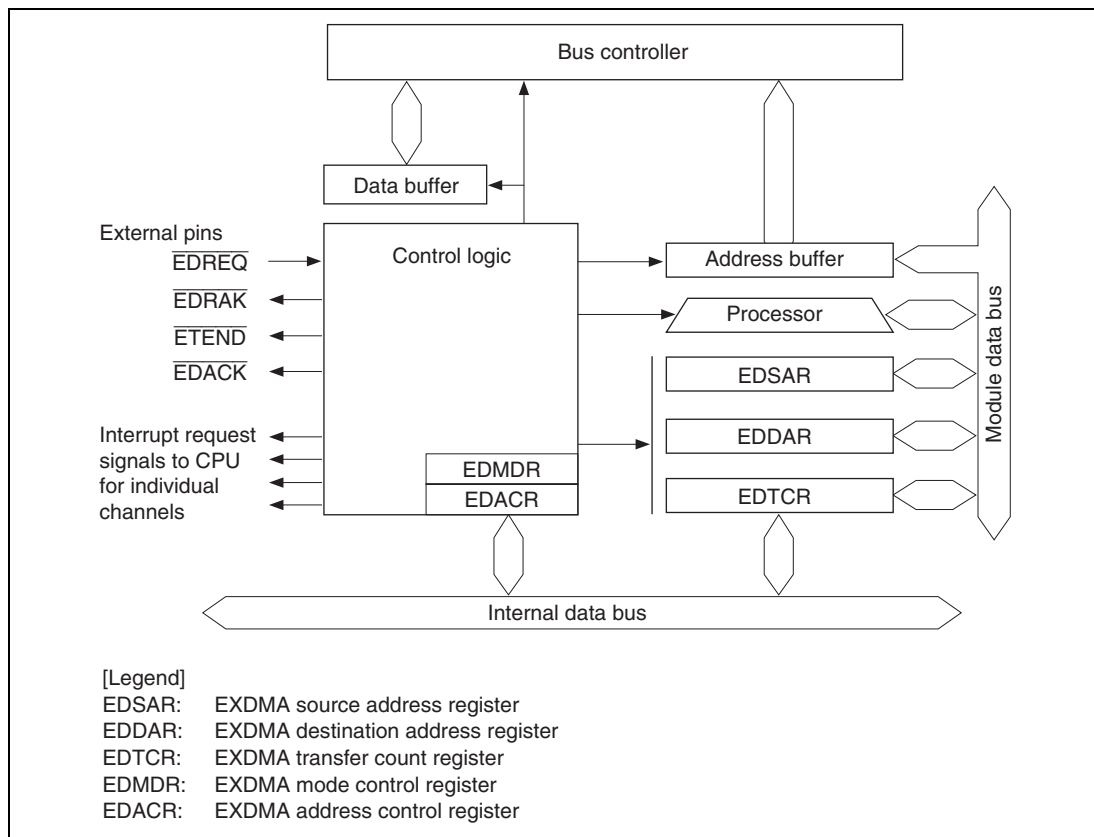 Bus controller
Data buffer
External pins
EDREQ
EDRAK
ETEND
EDACK
Interrupt request
signals to CPU
for individual
channels
Control logic
EDMDR
EDACR
Address buffer
Processor
EDSAR
EDDAR
EDTCR
Module data bus
Internal data bus
[Legend]
EDSAR: EXDMA source address register
EDDAR: EXDMA destination address register
EDTCR: EXDMA transfer count register
EDMDR: EXDMA mode control register
EDACR: EXDMA address control register